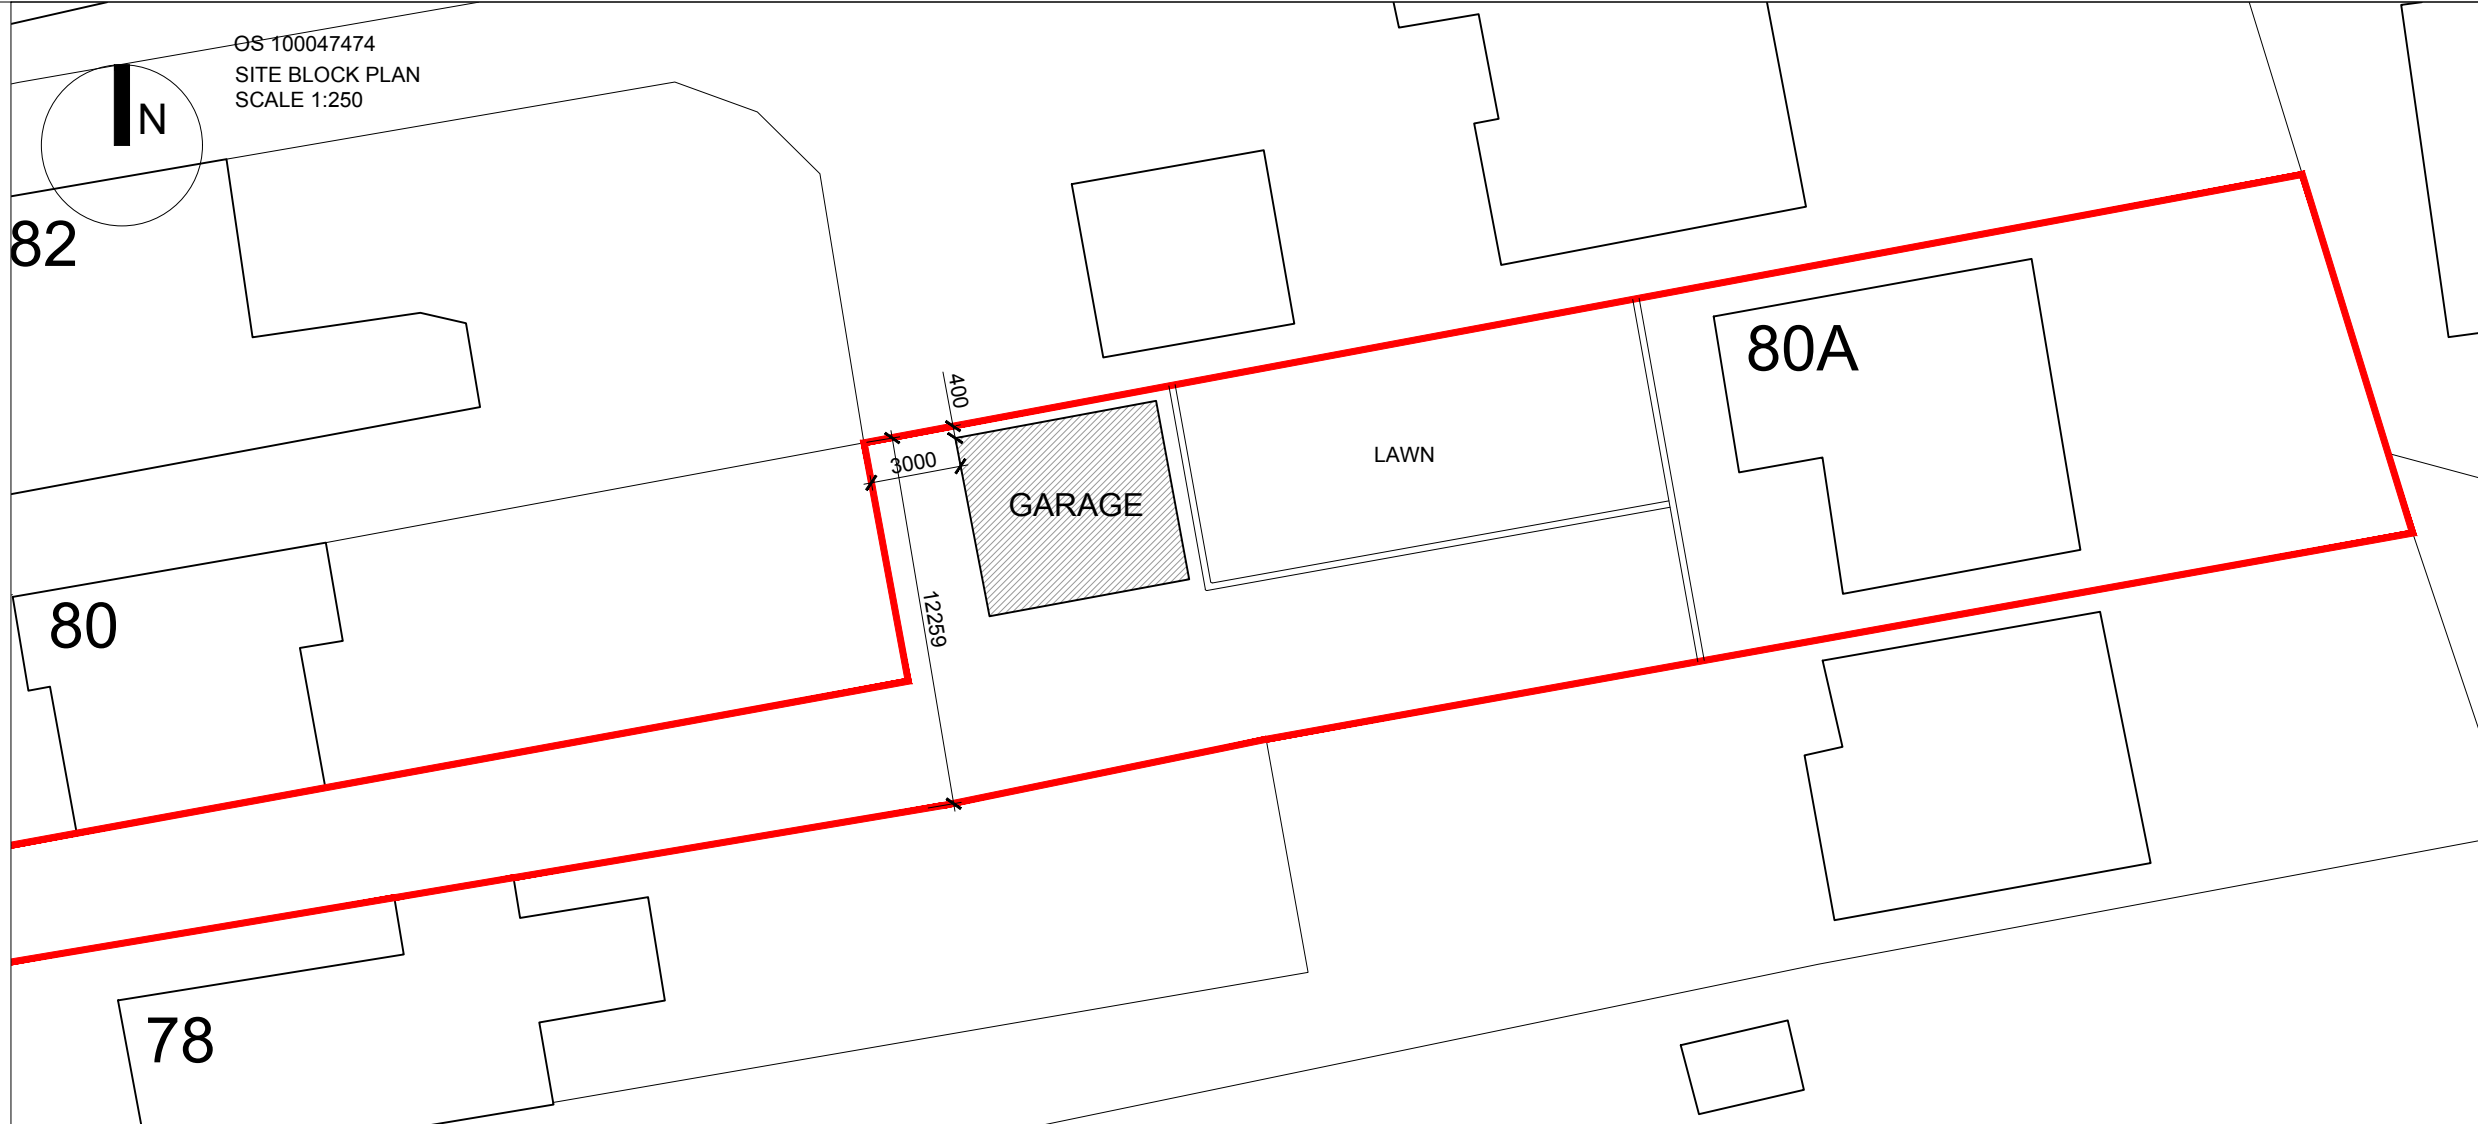 OS 100047474
SITE BLOCK PLAN
SCALE 1:250
N
82
80A
400
LAWN
3000
GARAGE
12259
80
78